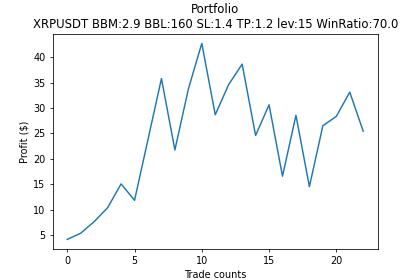 Portfolio
XRPUSDT BBM:2.9 BBL:160 SL:1.4 TP:1.2 lev:15 WinRatio:70.0
Profit ($)
40
35
30
25
20
15
10
5
0 5 10 15 20
Trade counts